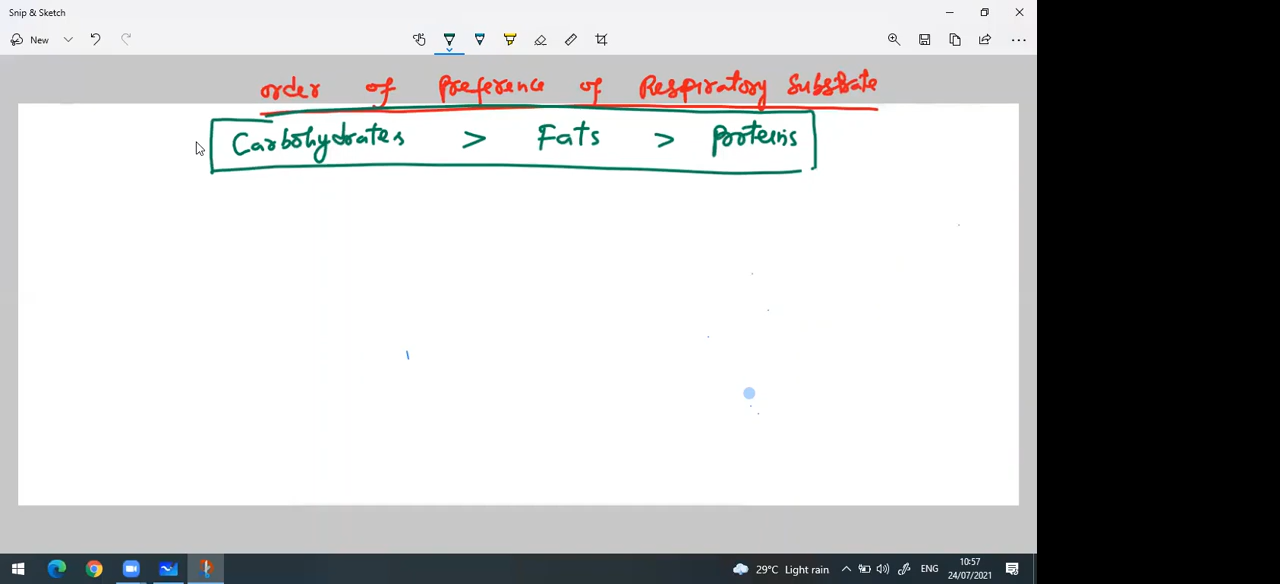 Snip & Sketch
New
order of Preference of Respiratory Substrate
Carbohydrates > Fats > Proteins
29°C Light rain
ENG
10:57
24/07/2021